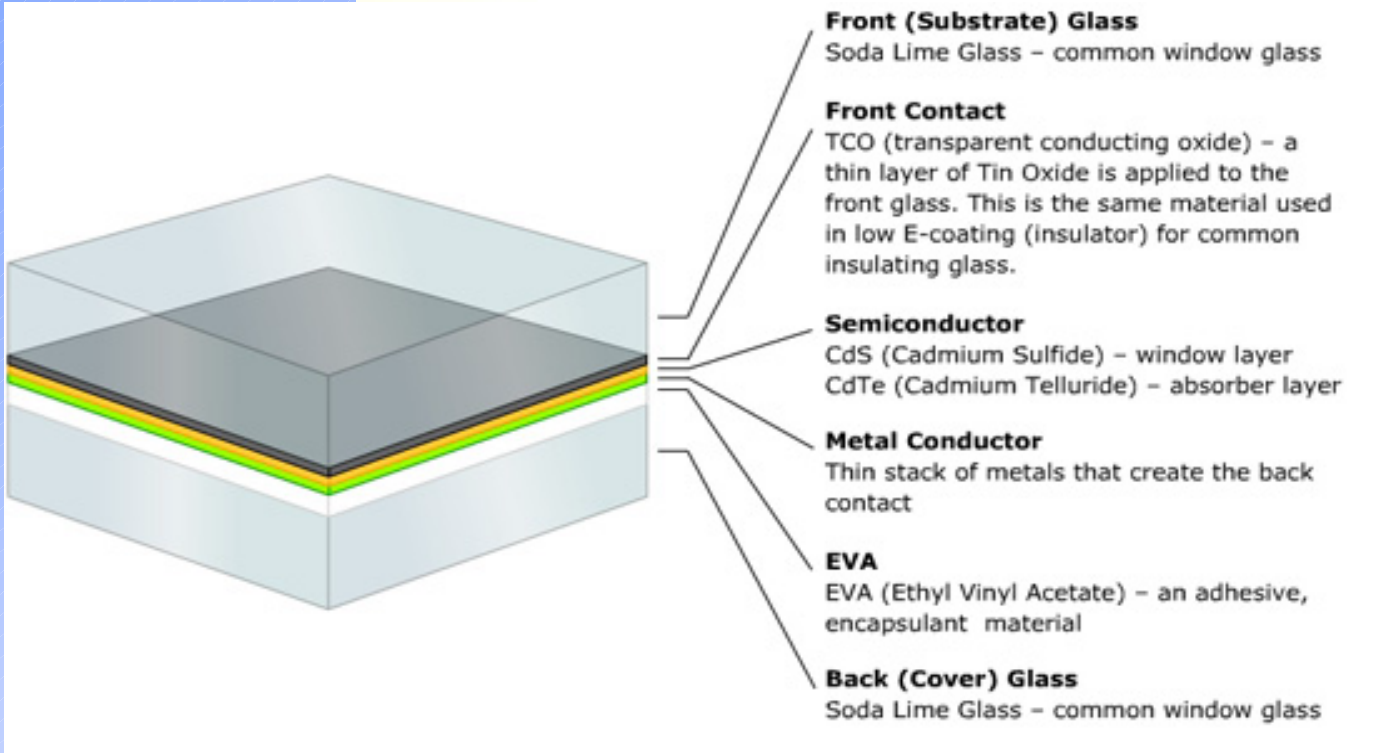 Front (Substrate) Glass
Soda Lime Glass – common window glass
Front Contact
TCO (transparent conducting oxide) – a
thin layer of Tin Oxide is applied to the
front glass. This is the same material used
in low E-coating (insulator) for common
insulating glass.
Semiconductor
CdS (Cadmium Sulfide) – window layer
CdTe (Cadmium Telluride) – absorber layer
Metal Conductor
Thin stack of metals that create the back
contact
EVA
EVA (Ethyl Vinyl Acetate) – an adhesive,
encapsulant material
Back (Cover) Glass
Soda Lime Glass – common window glass